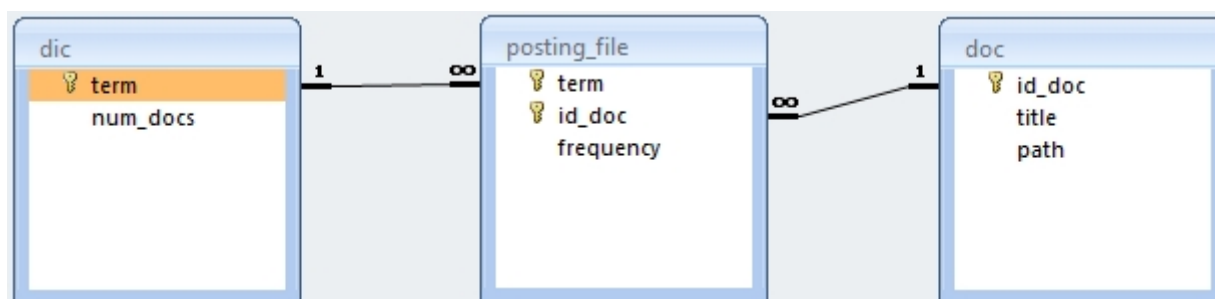 dic
term
num_docs
1
∞
posting_file
term
id_doc
frequency
∞
1
doc
id_doc
title
path